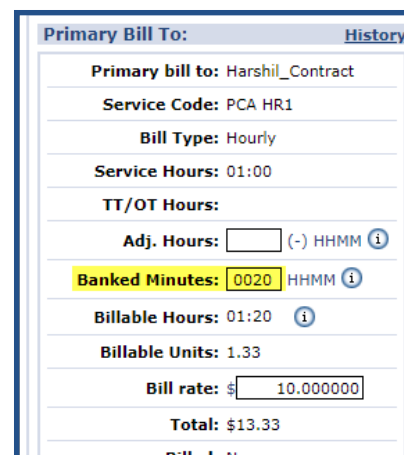 Primary Bill To: History
Primary bill to: Harshil_Contract
Service Code: PCA HR1
Bill Type: Hourly
Service Hours: 01:00
TT/OT Hours:
Adj. Hours: (-) HHMM i
Banked Minutes: 0020 HHMM i
Billable Hours: 01:20 i
Billable Units: 1.33
Bill rate: $ 10.000000
Total: $13.33